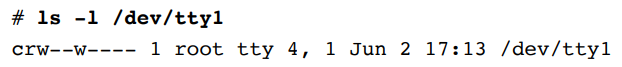 # ls -l /dev/tty1
crw--w---- 1 root tty 4, 1 Jun 2 17:13 /dev/tty1